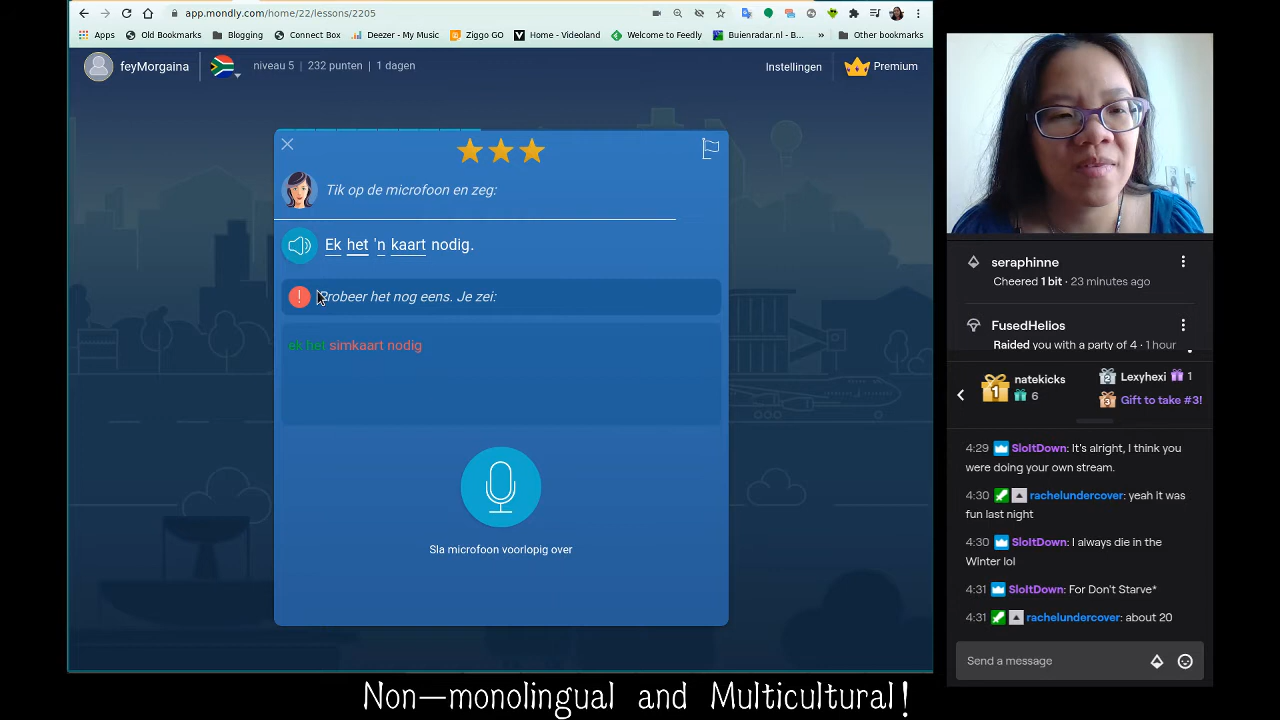 app.mondly.com/home/22/lessons/2205
Apps Old Bookmarks Blogging Connect Box Deezer - My Music Ziggo GO Home - Videoland Welcome to Feedly Buienradar.nl - B... » Other bookmarks
feyMorgaina niveau 5 | 232 punten | 1 dagen Instellingen Premium
Tik op de microfoon en zeg:
Ek het 'n kaart nodig.
Probeer het nog eens. Je zei:
ek het simkaart nodig
Sla microfoon voorlopig over
seraphinne
Cheered 1 bit · 23 minutes ago
FusedHelios
Raided you with a party of 4 · 1 hour
natekicks
6
Lexyhexi 1
Gift to take #3!
4:29 SloItDown: It's alright, I think you
were doing your own stream.
4:30 rachelundercover: yeah it was
fun last night
4:30 SloItDown: I always die in the
Winter lol
4:31 SloItDown: For Don't Starve*
4:31 rachelundercover: about 20
Send a message
Non-monolingual and Multicultural!